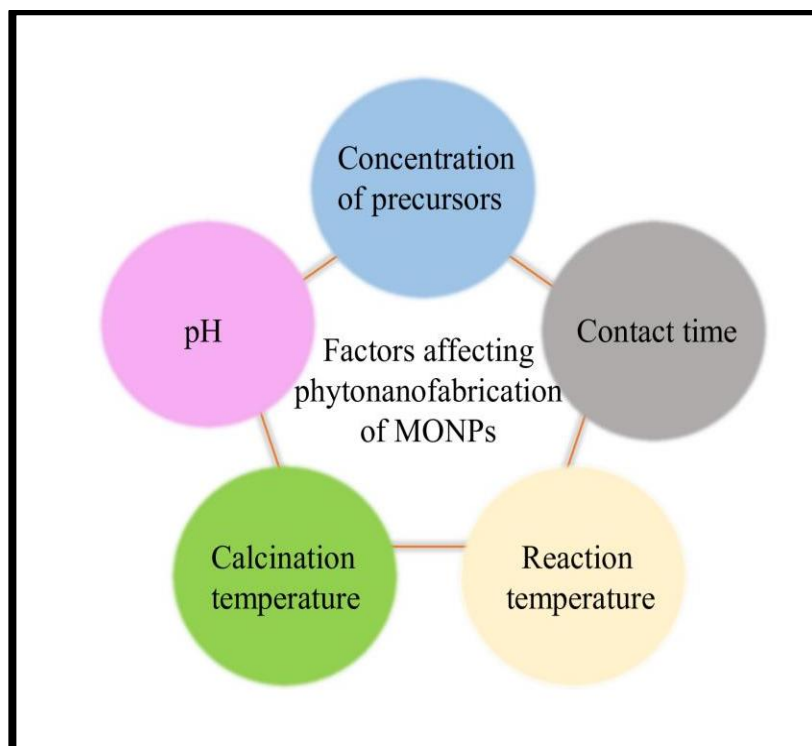 Concentration
of precursors
pH
Contact time
Factors affecting
phytonanofabrication
of MONPs
Calcination
temperature
Reaction
temperature